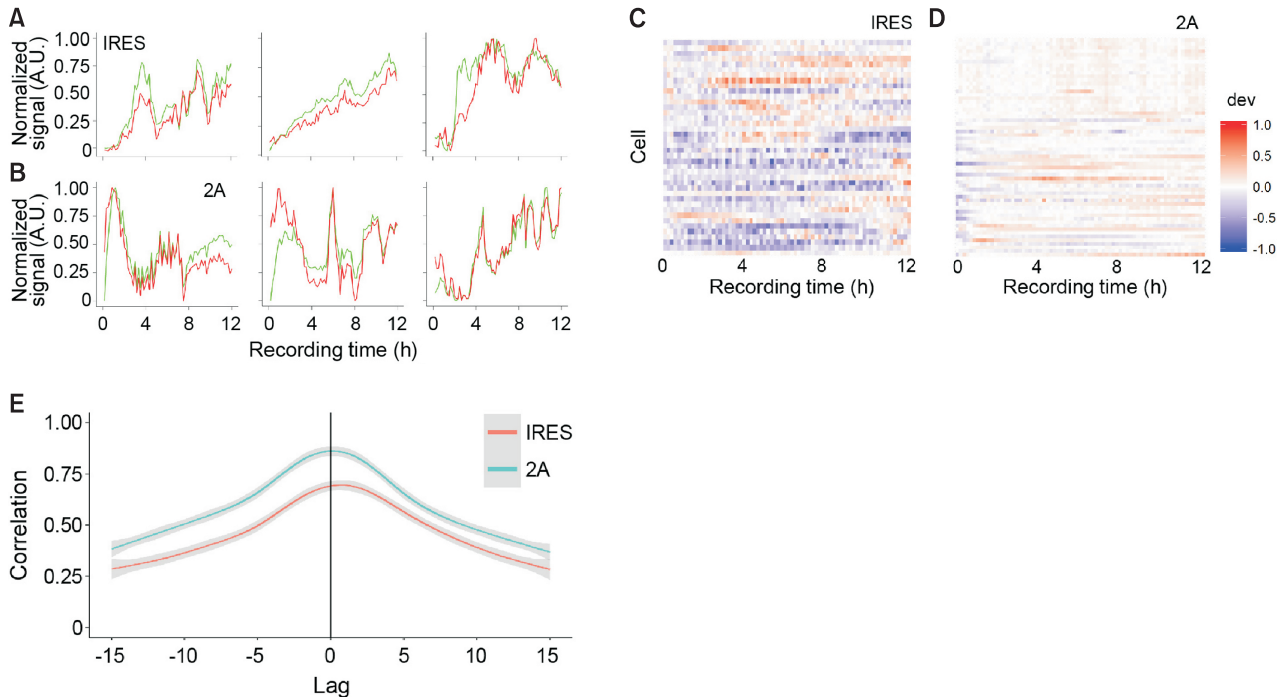 A
Normalized
signal (A.U.)
1.00
0.75
0.50
0.25
0
IRES
0 4 8 12
B
Normalized
signal (A.U.)
1.00
0.75
0.50
0.25
0
2A
0 4 8 12 0 4 8 12 0 4 8 12
Recording time (h)
C
IRES
Cell
0 4 8 12
Recording time (h)
D
2A
0 4 8 12
Recording time (h)
dev
1.0
0.5
0.0
-0.5
-1.0
E
Correlation
1.00
0.75
0.50
0.25
0
IRES
2A
-15 -10 -5 0 5 10 15
Lag